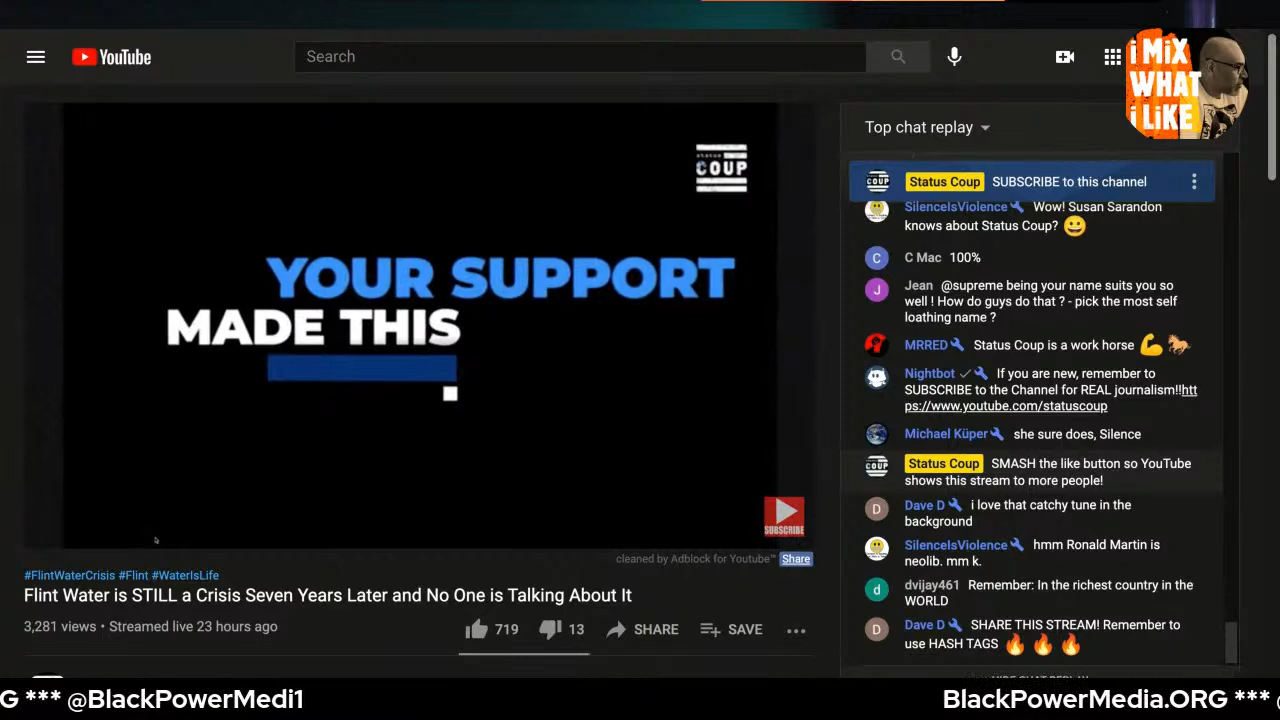 YouTube
Search
i MiX
WHAT
i LiKE
status
COUP
YOUR SUPPORT
MADE THIS
SUBSCRIBE
cleaned by Adblock for Youtube™ Share
#FlintWaterCrisis #Flint #WaterIsLife
Flint Water is STILL a Crisis Seven Years Later and No One is Talking About It
3,281 views • Streamed live 23 hours ago
719
13
SHARE
SAVE
Top chat replay
COUP
Status Coup SUBSCRIBE to this channel
SilenceIsViolence Wow! Susan Sarandon
knows about Status Coup?
C C Mac 100%
J Jean @supreme being your name suits you so
well ! How do guys do that ? - pick the most self
loathing name ?
MRRED Status Coup is a work horse
Nightbot If you are new, remember to
SUBSCRIBE to the Channel for REAL journalism!!htt
ps://www.youtube.com/statuscoup
Michael Küper she sure does, Silence
COUP
Status Coup SMASH the like button so YouTube
shows this stream to more people!
D Dave D i love that catchy tune in the
background
SilenceIsViolence hmm Ronald Martin is
neolib. mm k.
d dvijay461 Remember: In the richest country in the
WORLD
D Dave D SHARE THIS STREAM! Remember to
use HASH TAGS
G *** @BlackPowerMedi1
BlackPowerMedia.ORG ***